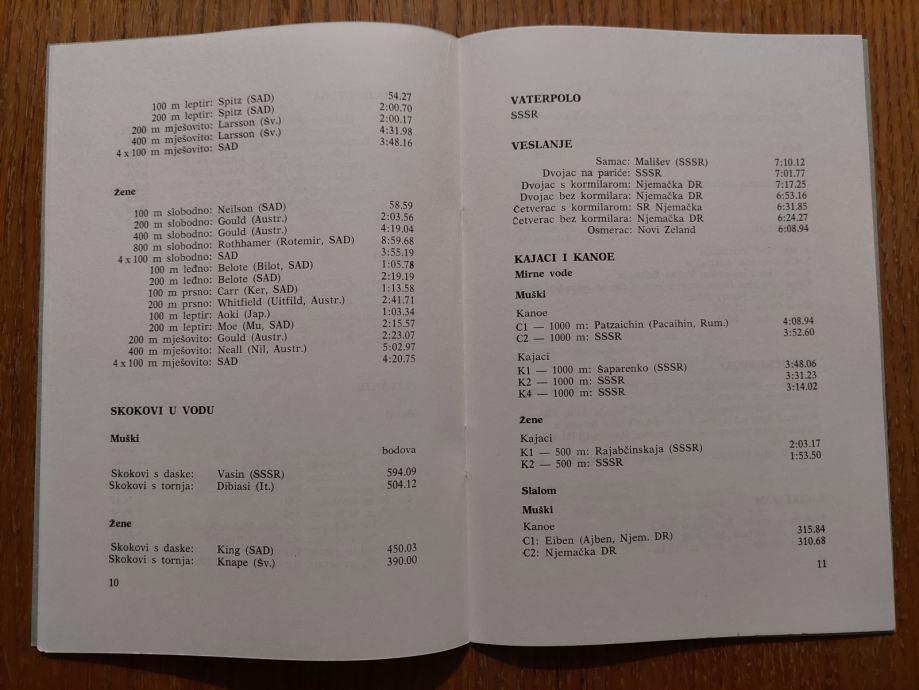 100 m leptir: Spitz (SAD) 54.27
200 m leptir: Spitz (SAD) 2:00.70
200 m mješovito: Larsson (Šv.) 2:00.17
400 m mješovito: Larsson (Šv.) 4:31.98
4 x 100 m mješovito: SAD 3:48.16
Žene
100 m slobodno: Neilson (SAD) 58.59
200 m slobodno: Gould (Austr.) 2:03.56
400 m slobodno: Gould (Austr.) 4:19.04
800 m slobodno: Rothhamer (Rotemir, SAD) 8:59.68
4 x 100 m slobodno: SAD 3:55.19
100 m leđno: Belote (Bilot, SAD) 1:05.78
200 m leđno: Belote (SAD) 2:19.19
100 m prsno: Carr (Ker, SAD) 1:13.58
200 m prsno: Whitfield (Uitfild, Austr.) 2:41.71
100 m leptir: Aoki (Jap.) 1:03.34
200 m leptir: Moe (Mu, SAD) 2:15.57
200 m mješovito: Gould (Austr.) 2:23.07
400 m mješovito: Neall (Nil, Austr.) 5:02.97
4 x 100 m mješovito: SAD 4:20.75
SKOKOVI U VODU
Muški
bodova
Skokovi s daske: Vasin (SSSR) 594.09
Skokovi s tornja: Dibiasi (It.) 504.12
Žene
Skokovi s daske: King (SAD) 450.03
Skokovi s tornja: Knape (Šv.) 390.00
10
VATERPOLO
SSSR
VESLANJE
Samac: Mališev (SSSR) 7:10.12
Dvojac na pariće: SSSR 7:01.77
Dvojac s kormilarom: Njemačka DR 7:17.25
Dvojac bez kormilara: Njemačka DR 6:53.16
Četverac s kormilom: SR Njemačka 6:31.85
Četverac bez kormilara: Njemačka DR 6:24.27
Osmerac: Novi Zeland 6:08.94
KAJACI I KANOE
Mirne vode
Muški
Kanoe
C1 — 1000 m: Patzaichin (Pacaihin, Rum.) 4:08.94
C2 — 1000 m: SSSR 3:52.60
Kajaci
K1 — 1000 m: Šaparenko (SSSR) 3:48.06
K2 — 1000 m: SSSR 3:31.23
K4 — 1000 m: SSSR 3:14.02
Žene
Kajaci
K1 — 500 m: Rajabčinskaja (SSSR) 2:03.17
K2 — 500 m: SSSR 1:53.50
Slalom
Muški
Kanoe
C1: Eiben (Ajben, Njem. DR) 315.84
C2: Njemačka DR 310.68
11